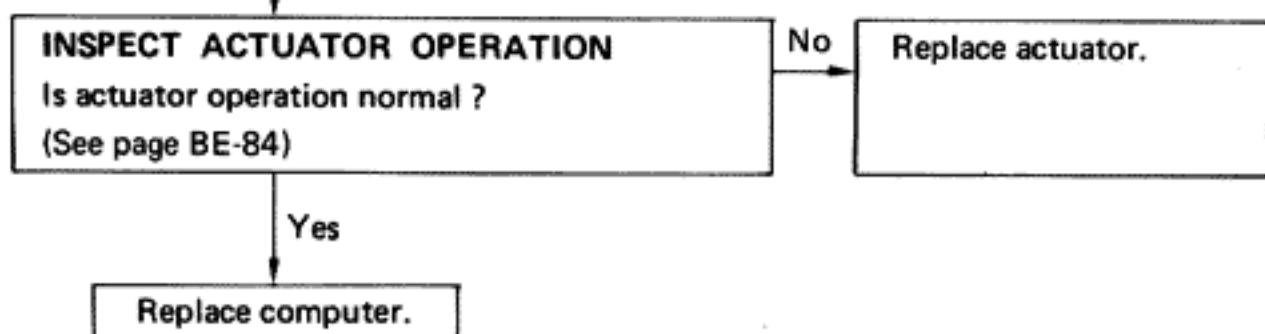 INSPECT ACTUATOR OPERATION
Is actuator operation normal ?
(See page BE-84)
No
Replace actuator.
Yes
Replace computer.